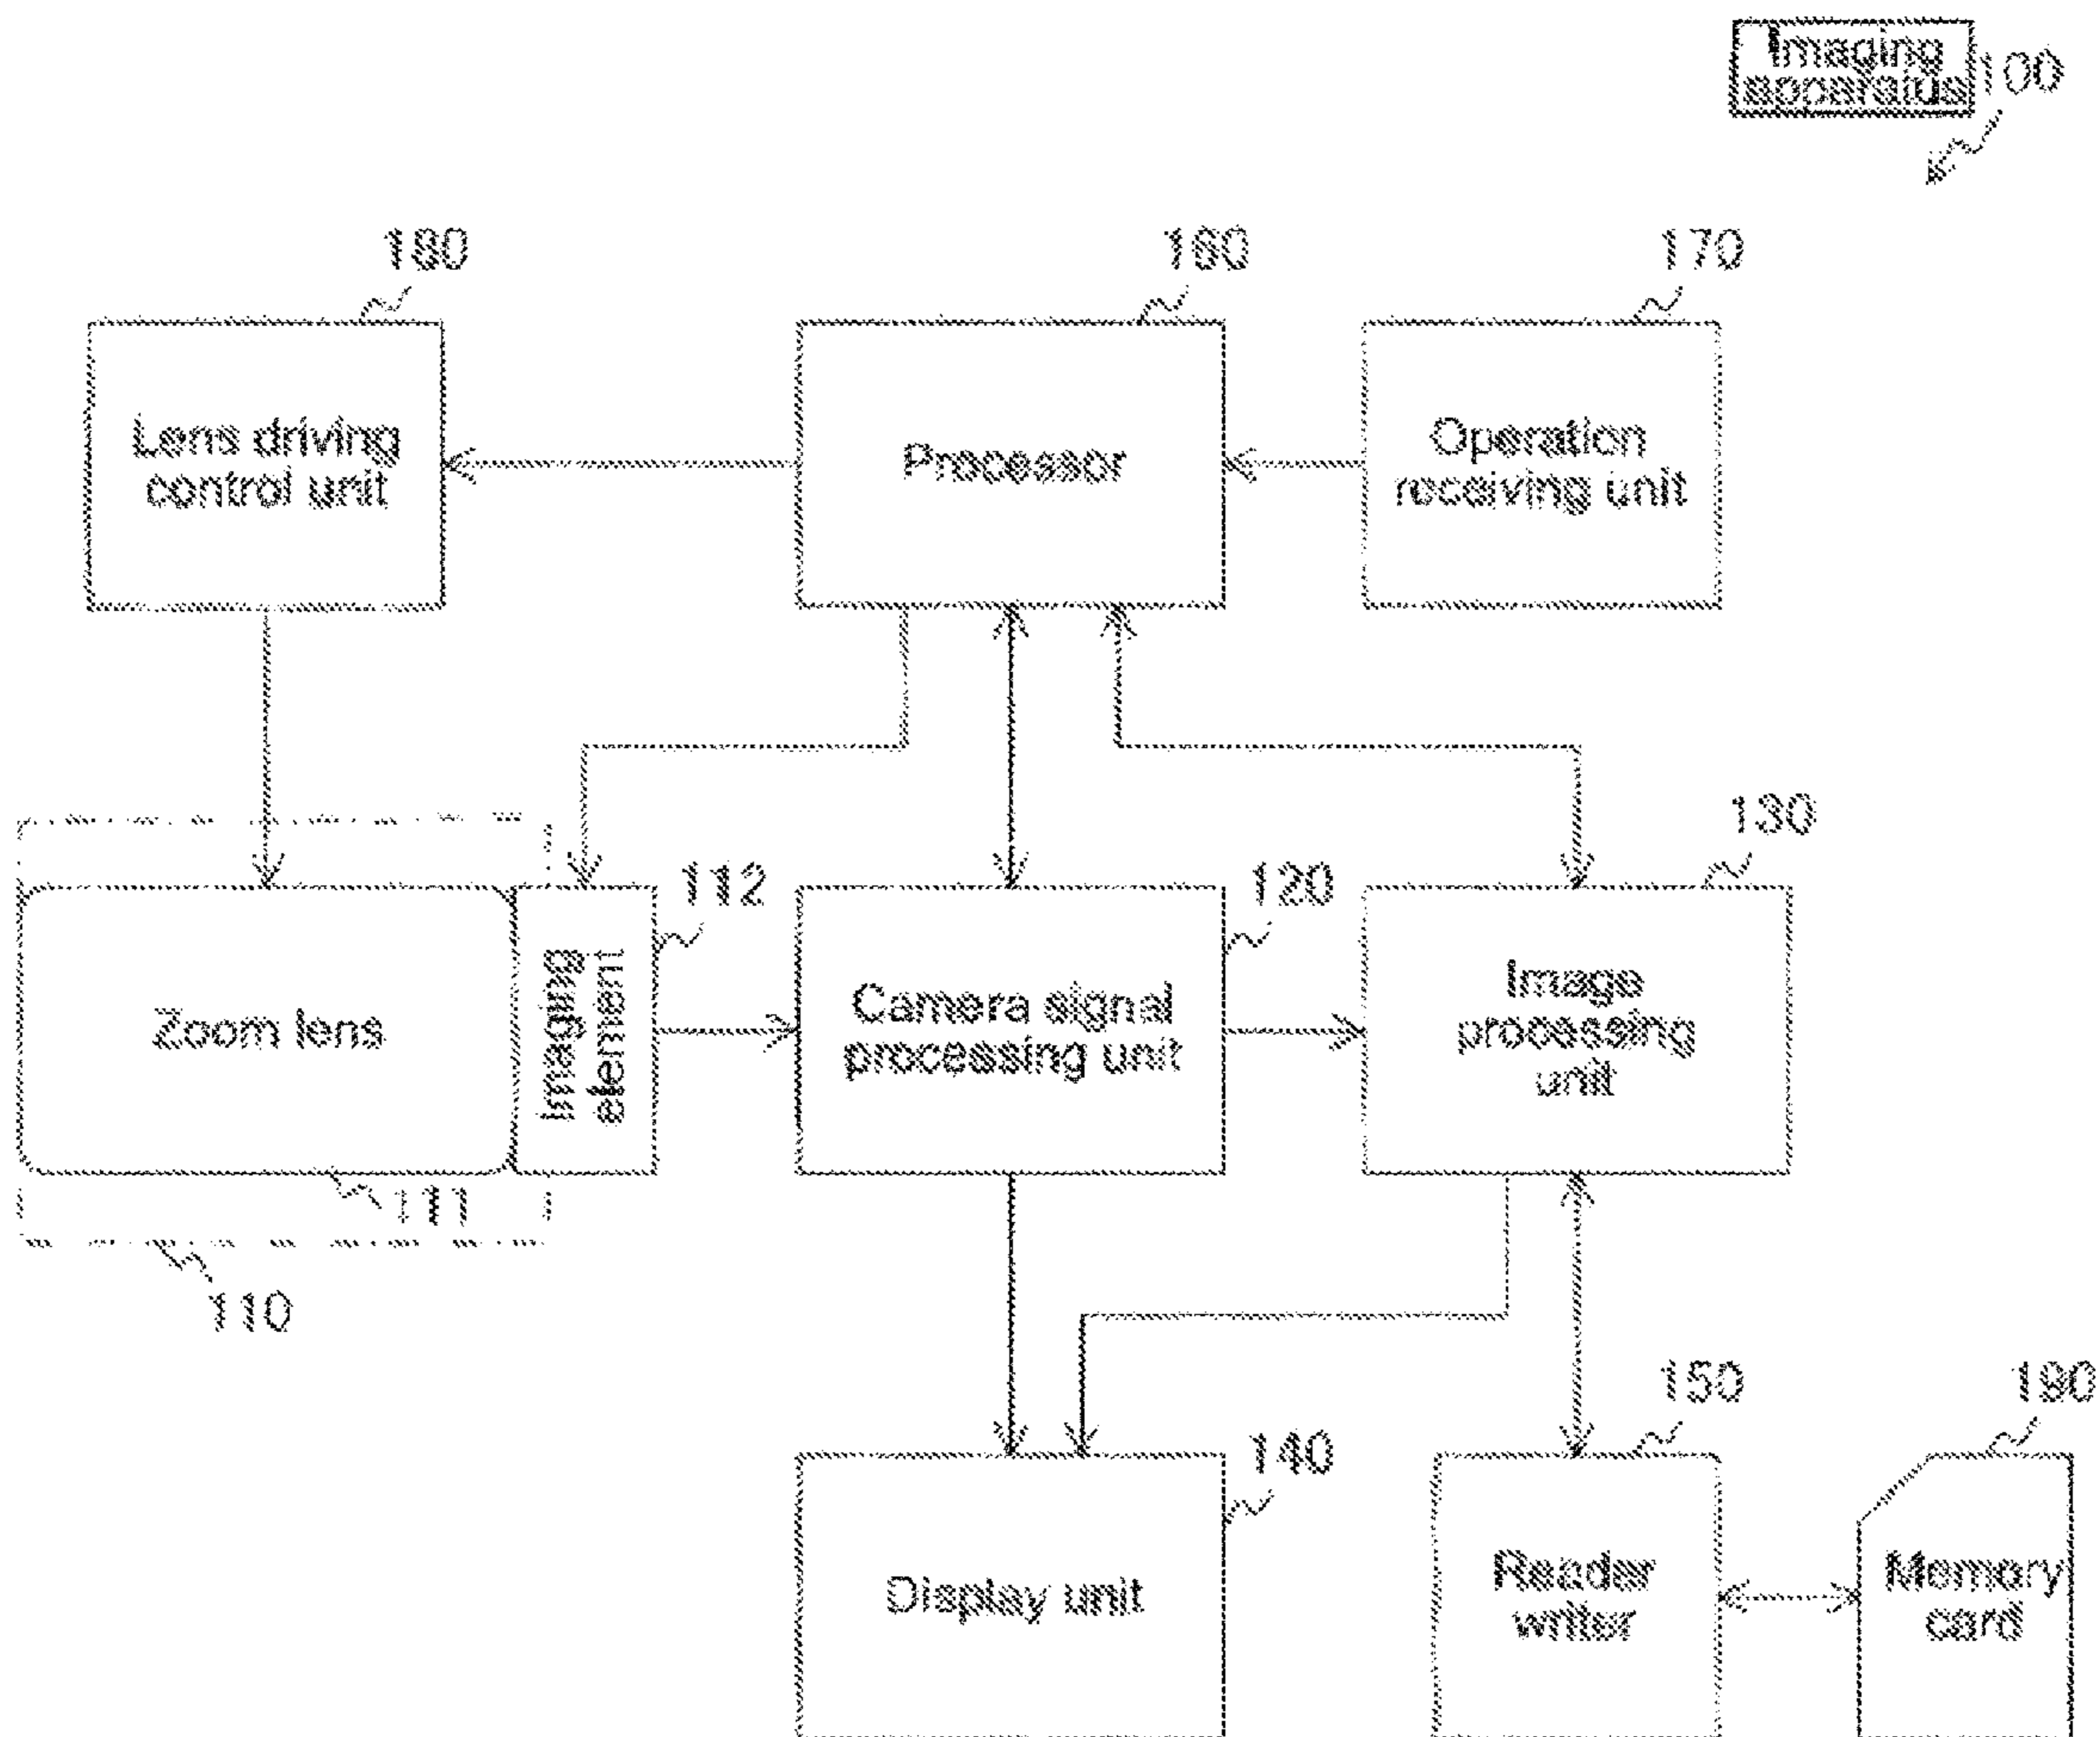 Imaging
apparatus
100
180
160
170
Lens driving
control unit
Processor
Operation
receiving unit
130
112
120
Zoom lens
Imaging
element
Camera signal
processing unit
Image
processing
unit
111
110
150
190
140
Display unit
Reader
writer
Memory
card